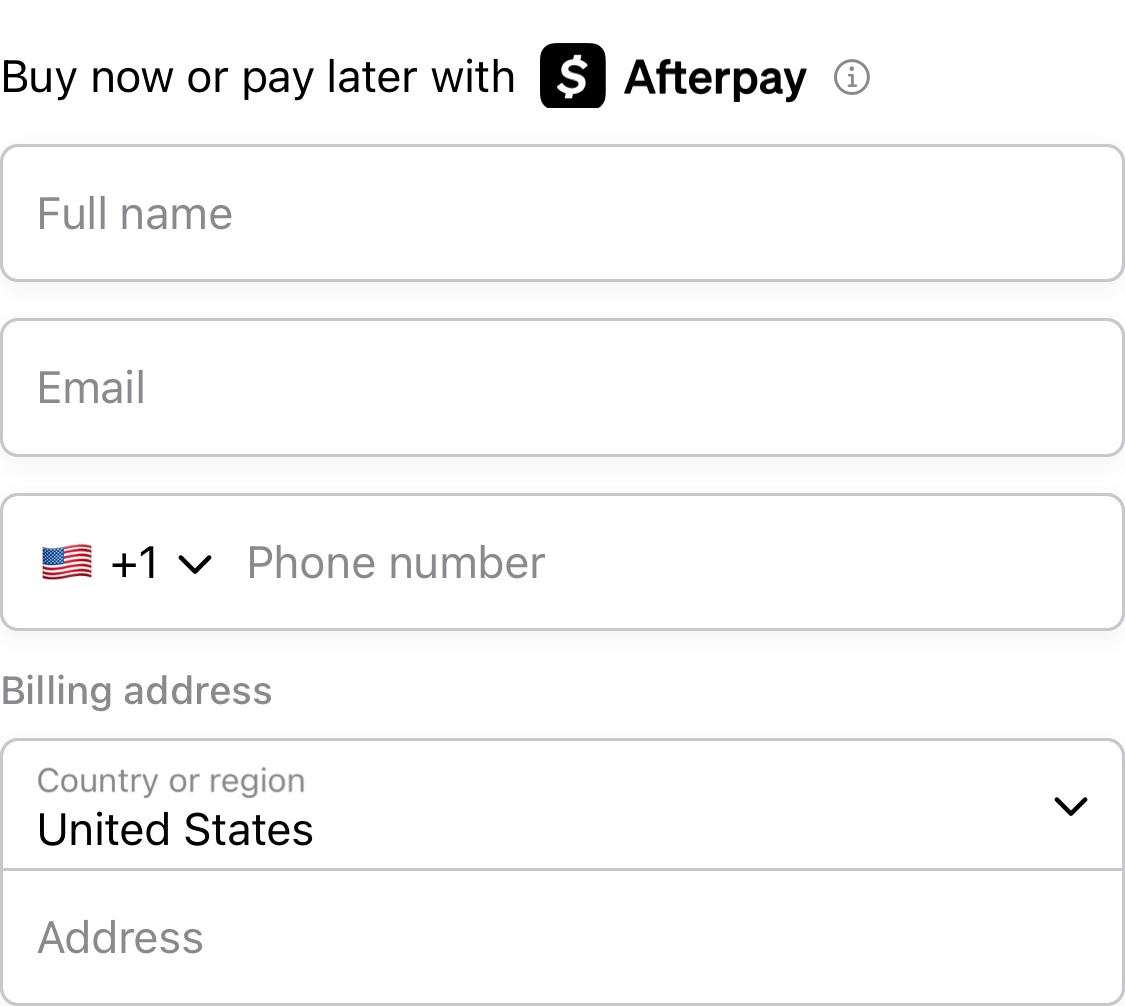 Buy now or pay later with $ Afterpay
Full name
Email
+1 Phone number
Billing address
Country or region
United States
Address